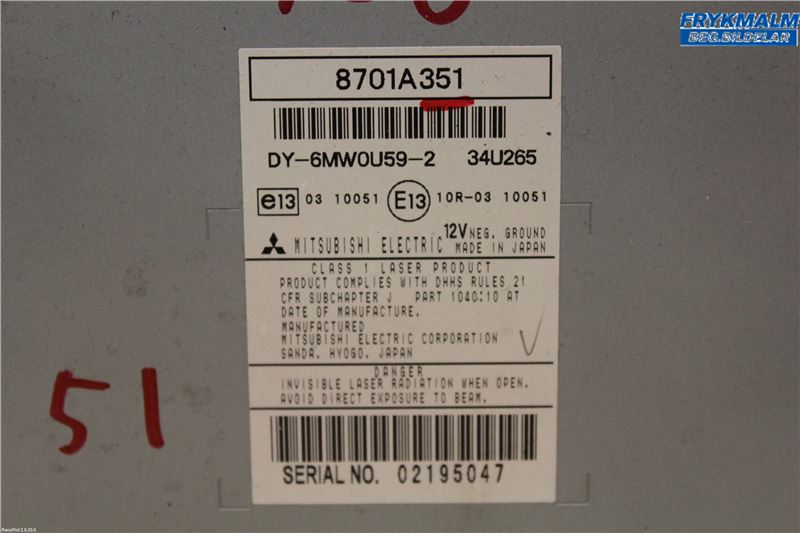 FRYKMALM
BEG.BILDELAR
8701A351
DY-6MW0U59-2 34U265
e13 03 10051 E13 10R-03 10051
MITSUBISHI ELECTRIC 12V NEG. GROUND
MADE IN JAPAN
CLASS 1 LASER PRODUCT
PRODUCT COMPLIES WITH DHHS RULES 21
CFR SUBCHAPTER J PART 1040:10 AT
DATE OF MANUFACTURE.
MANUFACTURED
MITSUBISHI ELECTRIC CORPORATION
SANDA, HYOGO, JAPAN
V
DANGER
INVISIBLE LASER RADIATION WHEN OPEN.
AVOID DIRECT EXPOSURE TO BEAM.
51
SERIAL NO. 02195047